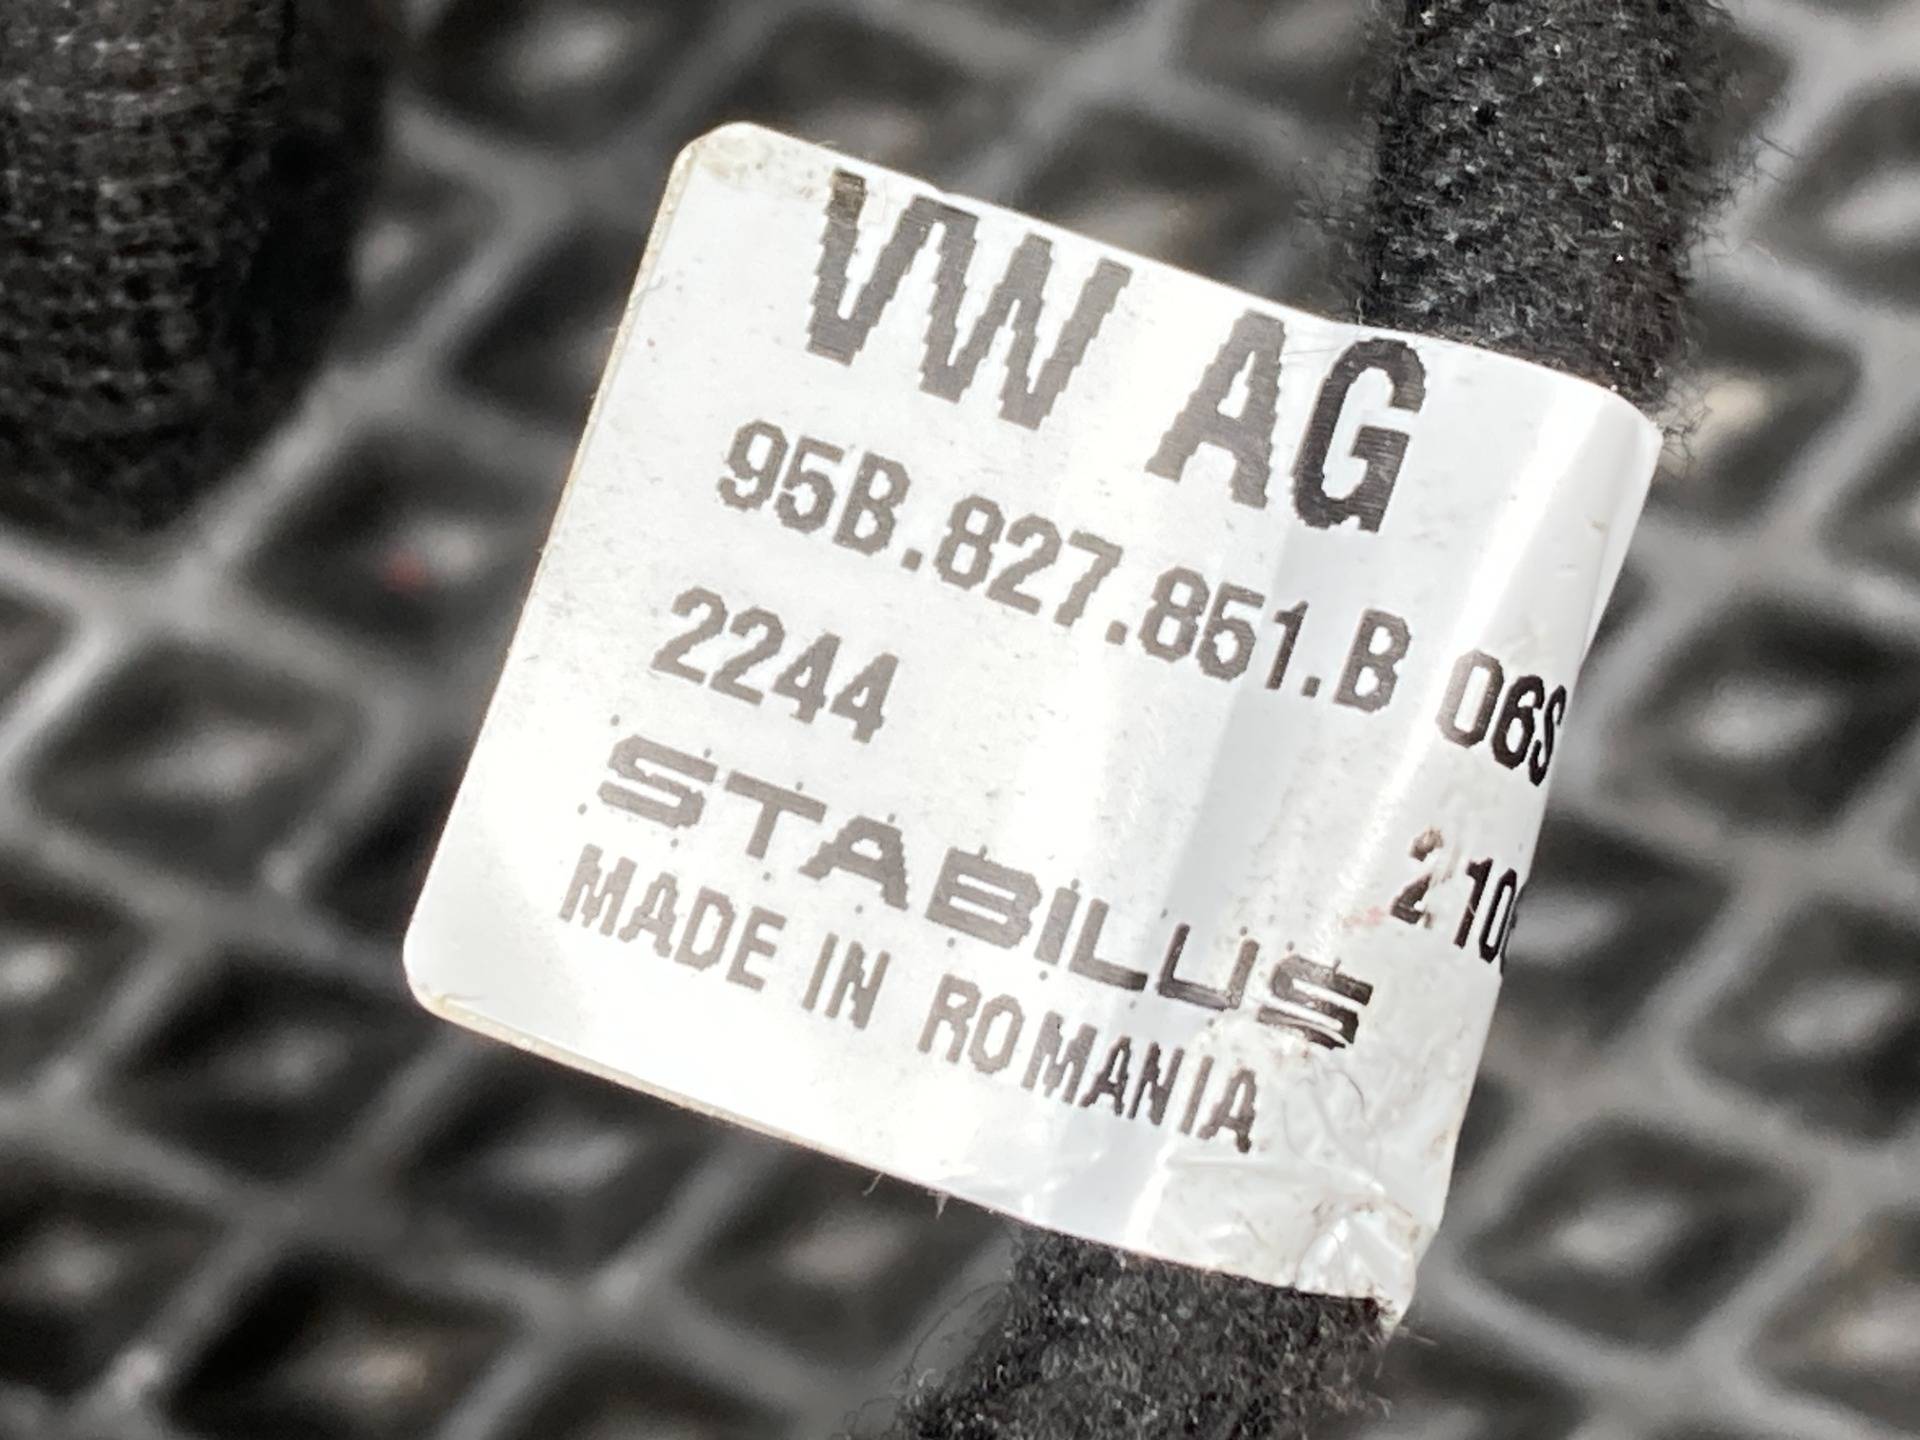 VW AG
95B.827.851.B 06S
2244
STABILUS
MADE IN ROMANIA